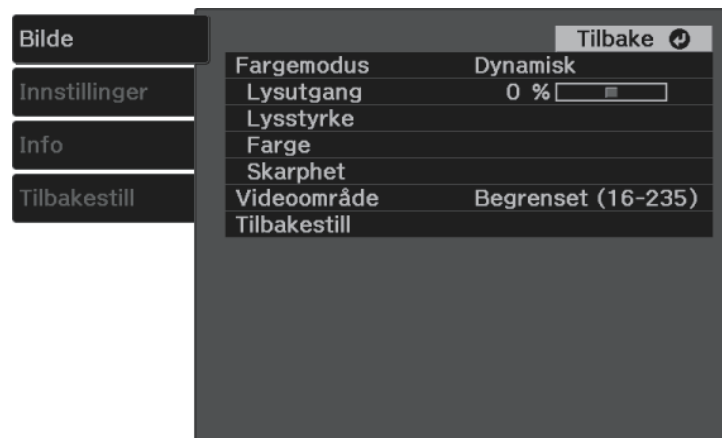 Bilde
Innstillinger
Info
Tilbakestill
Tilbake
Fargemodus Dynamisk
Lysutgang 0 %
Lysstyrke
Farge
Skarphet
Videoområde Begrenset (16-235)
Tilbakestill